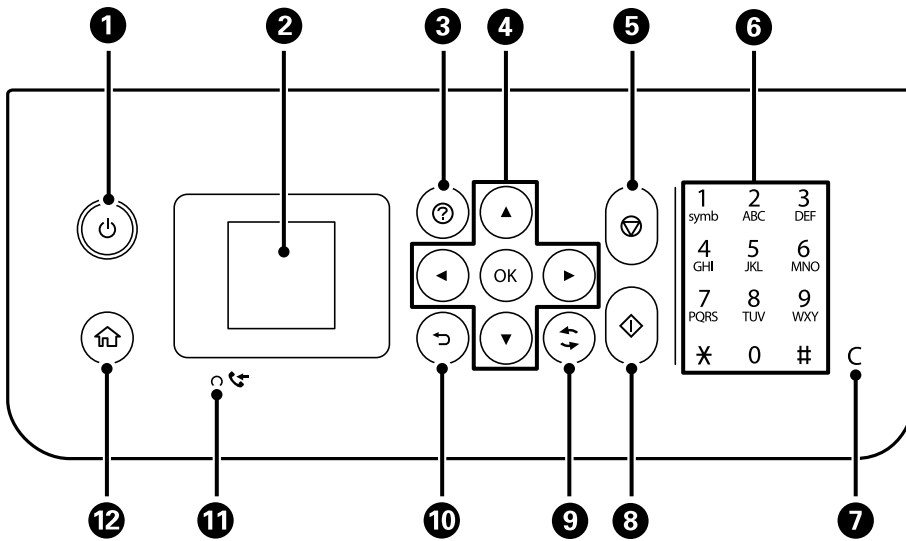 1 2 3 4 5 6
1 2 3
symb ABC DEF
?
OK
4 5 6
GHI JKL MNO
7 8 9
PQRS TUV WXY
* 0 # C
12 11 10 9 8 7